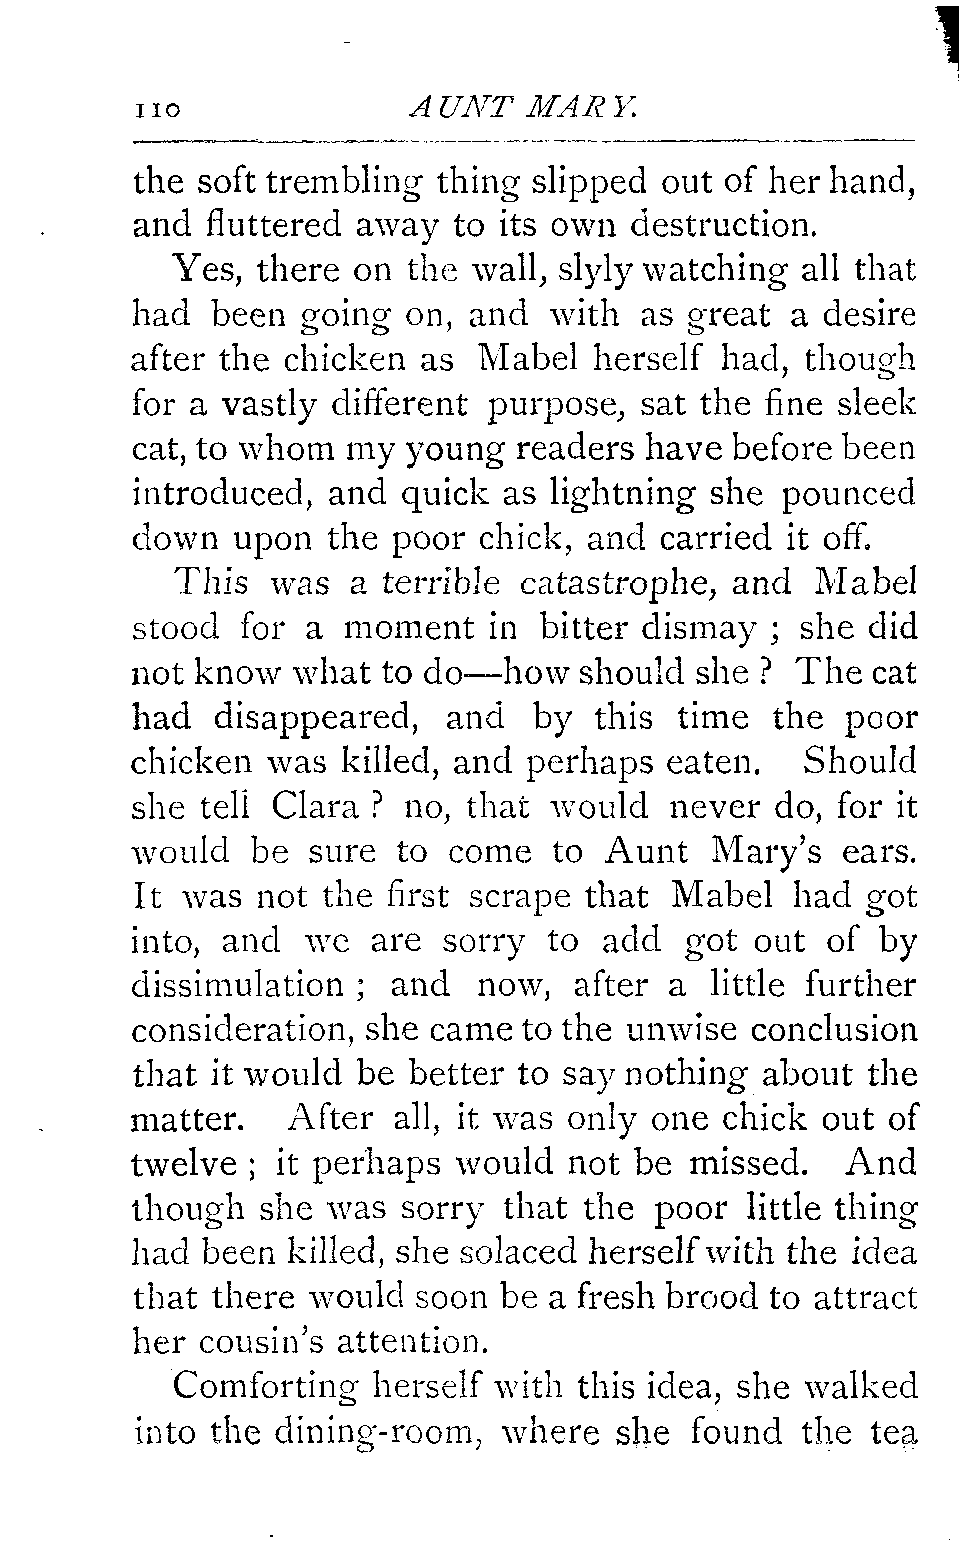 110 AUNT MARY.
the soft trembling thing slipped out of her hand,
and fluttered away to its own destruction.
Yes, there on the wall, slyly watching all that
had been going on, and with as great a desire
after the chicken as Mabel herself had, though
for a vastly different purpose, sat the fine sleek
cat, to whom my young readers have before been
introduced, and quick as lightning she pounced
down upon the poor chick, and carried it off.
This was a terrible catastrophe, and Mabel
stood for a moment in bitter dismay ; she did
not know what to do—how should she ? The cat
had disappeared, and by this time the poor
chicken was killed, and perhaps eaten. Should
she tell Clara ? no, that would never do, for it
would be sure to come to Aunt Mary's ears.
It was not the first scrape that Mabel had got
into, and we are sorry to add got out of by
dissimulation ; and now, after a little further
consideration, she came to the unwise conclusion
that it would be better to say nothing about the
matter. After all, it was only one chick out of
twelve ; it perhaps would not be missed. And
though she was sorry that the poor little thing
had been killed, she solaced herself with the idea
that there would soon be a fresh brood to attract
her cousin's attention.
Comforting herself with this idea, she walked
into the dining-room, where she found the tea